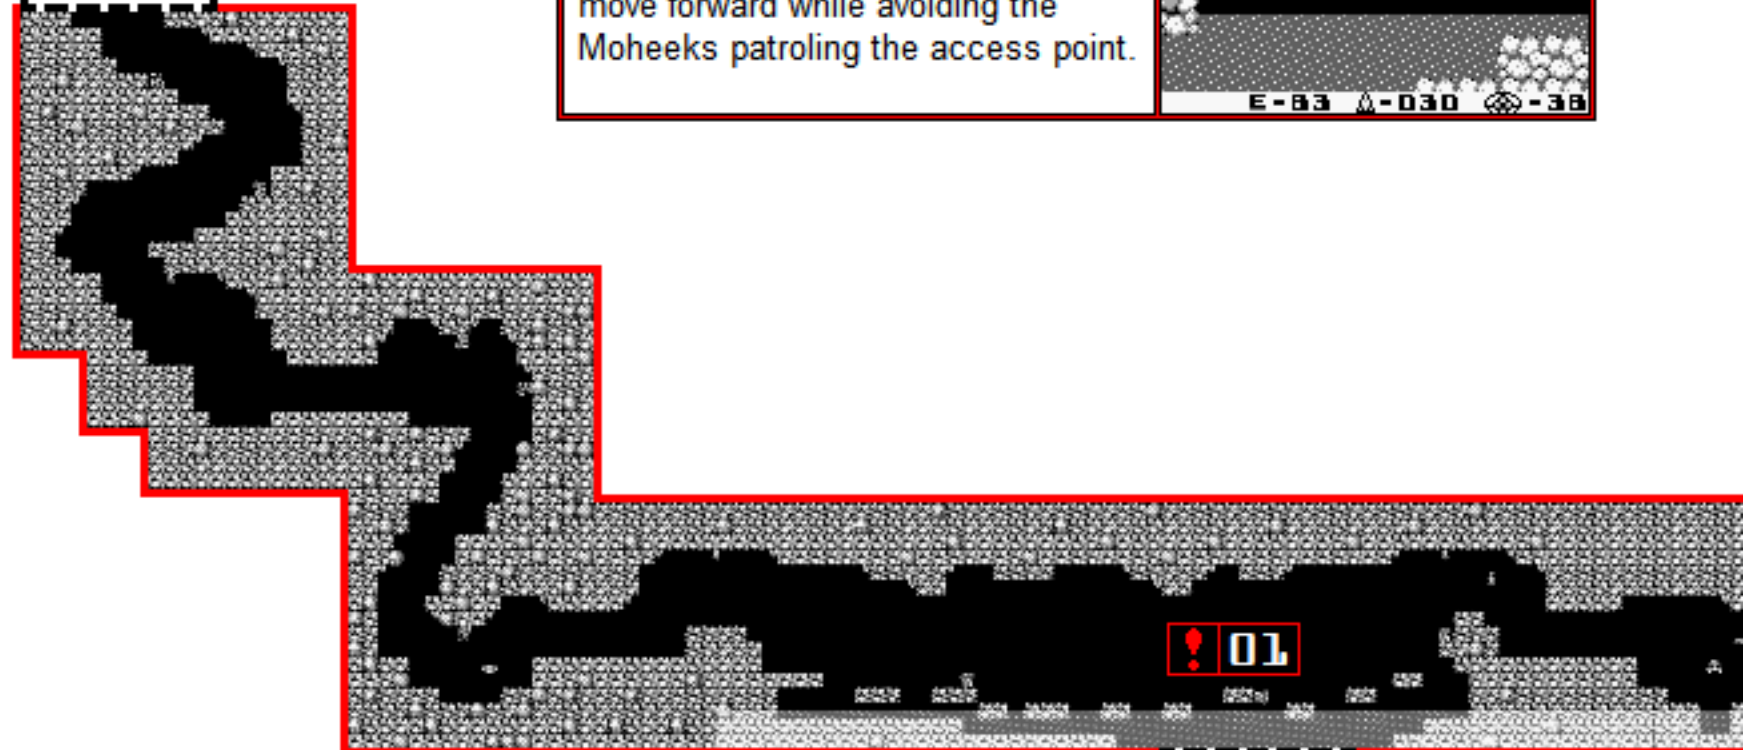 move forward while avoiding the
Moheeks patroling the access point.
E-83 -030 -38
! 01